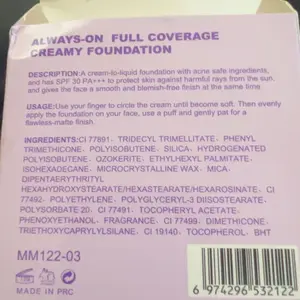 ALWAYS-ON FULL COVERAGE
CREAMY FOUNDATION
DESCRIPTION:A cream-to-liquid foundation with acne safe ingredients,
and has SPF 30 PA+++ to protect skin against harmful rays from the sun,
and gives the face a smooth and blemish-free finish at the same time
USAGE:Use your finger to circle the cream until become soft. Then evenly
apply the foundation on your face, use a puff and gently pat for a
flawless-matte finish.
INGREDIENTS:CI 77891、TRIDECYL TRIMELLITATE、PHENYL
TRIMETHICONE、POLYISOBUTENE、SILICA、HYDROGENATED
POLYISOBUTENE、OZOKERITE、ETHYLHEXYL PALMITATE、
ISOHEXADECANE、MICROCRYSTALLINE WAX、MICA、
DIPENTAERYTHRITYL
HEXAHYDROXYSTEARATE/HEXASTEARATE/HEXAROSINATE、CI
77492、POLYETHYLENE、POLYGLYCERYL-3 DIISOSTEARATE、
POLYSORBATE 20、CI 77491、TOCOPHERYL ACETATE、
PHENOXYETHANOL、FRAGRANCE、CI 77499、DIMETHICONE、
TRIETHOXYCAPRYLYLSILANE、CI 19140、TOCOPHEROL、BHT
MM122-03
MADE IN PRC
6 974296 532122